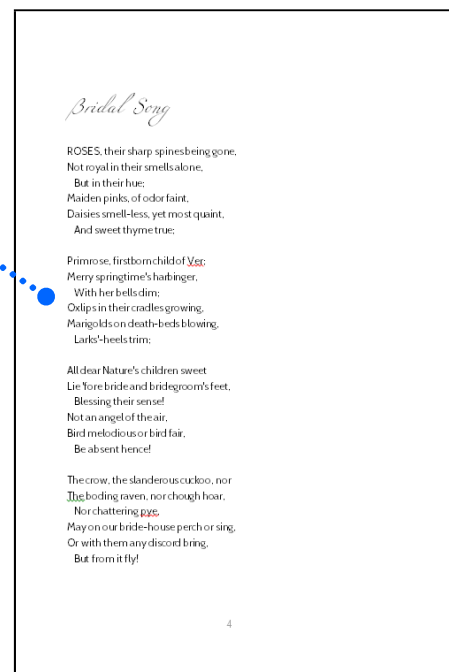 Bridal Song
ROSES, their sharp spines being gone,
Not royal in their smells alone,
But in their hue;
Maiden pinks, of odor faint,
Daisies smell-less, yet most quaint,
And sweet thyme true;
Primrose, firstborn child of Ver;
Merry springtime's harbinger,
With her bells dim;
Oxlips in their cradles growing,
Marigolds on death-beds blowing,
Larks'-heels trim;
All dear Nature's children sweet
Lie 'fore bride and bridegroom's feet,
Blessing their sense!
Not an angel of the air,
Bird melodious or bird fair,
Be absent hence!
The crow, the slanderous cuckoo, nor
The boding raven, nor chough hoar,
Nor chattering pye,
May on our bride-house perch or sing,
Or with them any discord bring,
But from it fly!
4